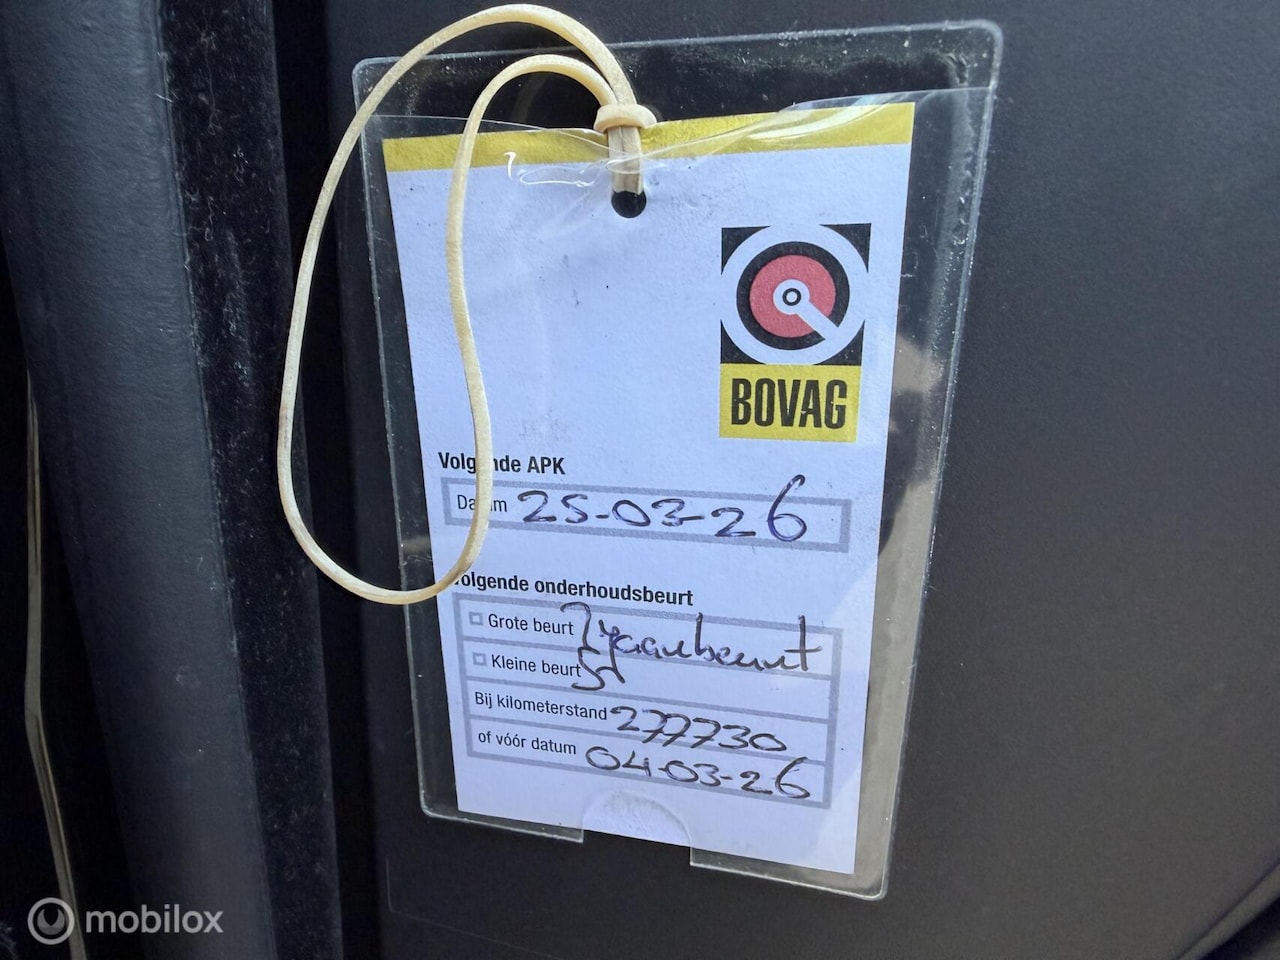 BOVAG
Volgende APK
Datum 25-03-26
Volgende onderhoudsbeurt
Grote beurt
Kleine beurt
Bij kilometerstand 277730
of vóór datum 04-03-26
mobilox